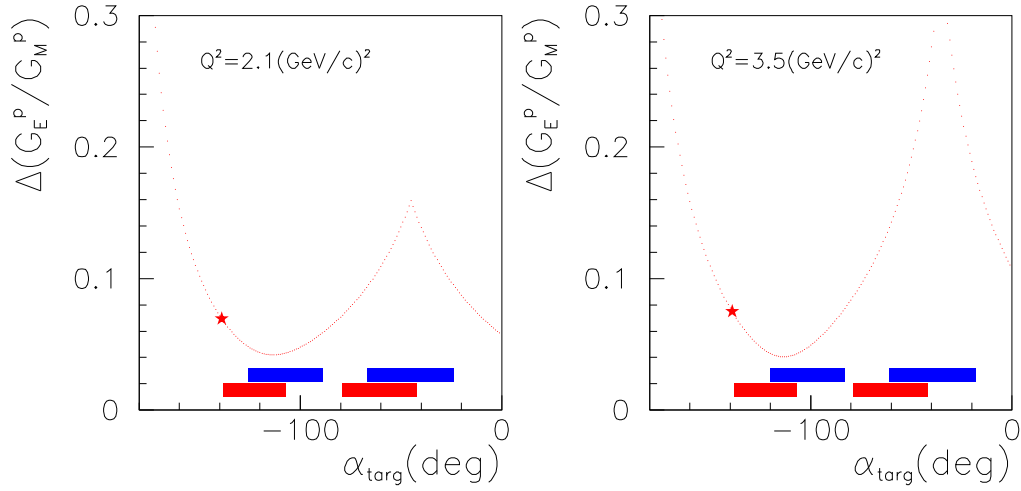 Δ(G_E^p/G_M^p)
0.3
0.2
0.1
0
Q²=2.1(GeV/c)²
−100
0
α_targ(deg)
Δ(G_E^p/G_M^p)
0.3
0.2
0.1
0
Q²=3.5(GeV/c)²
−100
0
α_targ(deg)